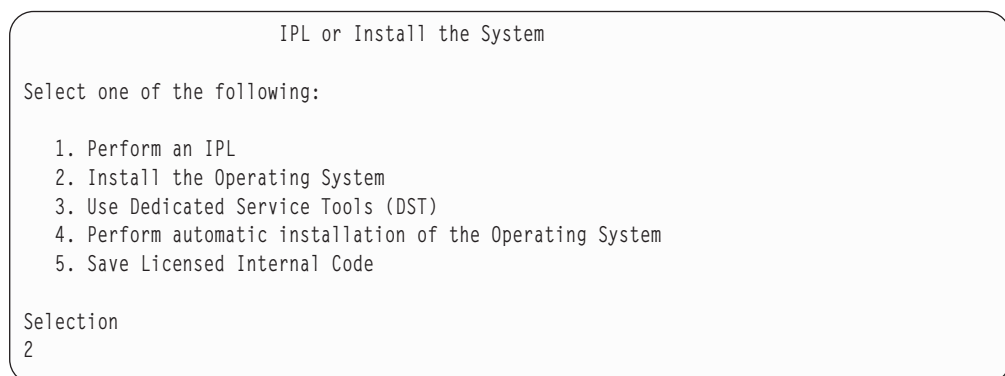 IPL or Install the System
Select one of the following:
1. Perform an IPL
2. Install the Operating System
3. Use Dedicated Service Tools (DST)
4. Perform automatic installation of the Operating System
5. Save Licensed Internal Code
Selection
2